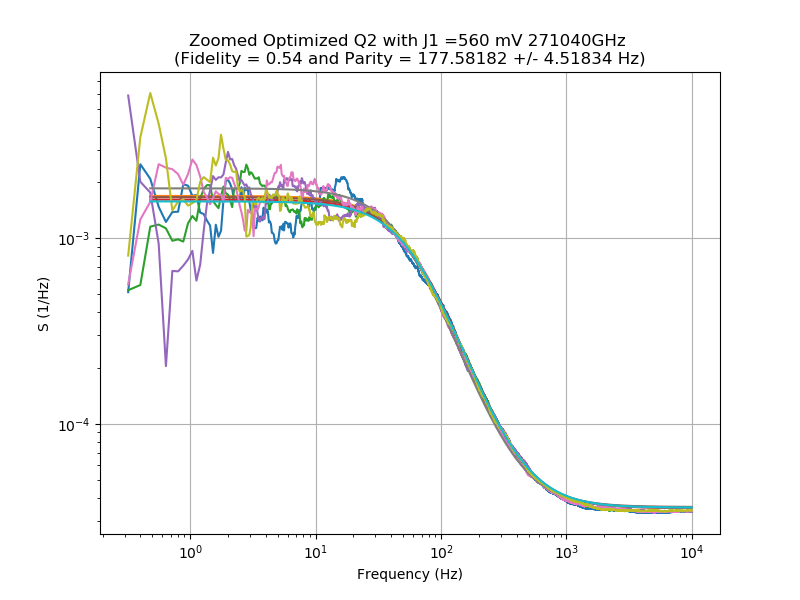 Zoomed Optimized Q2 with J1 =560 mV 271040GHz
(Fidelity = 0.54 and Parity = 177.58182 +/- 4.51834 Hz)
S (1/Hz)
10⁻³
10⁻⁴
10⁰ 10¹ 10² 10³ 10⁴
Frequency (Hz)